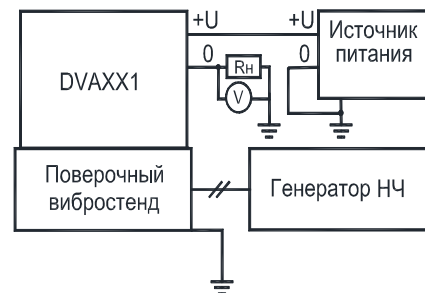 +U
+U
Источник
питания
0
0
DVAXX1
RН
V
Поверочный
вибростенд
Генератор НЧ